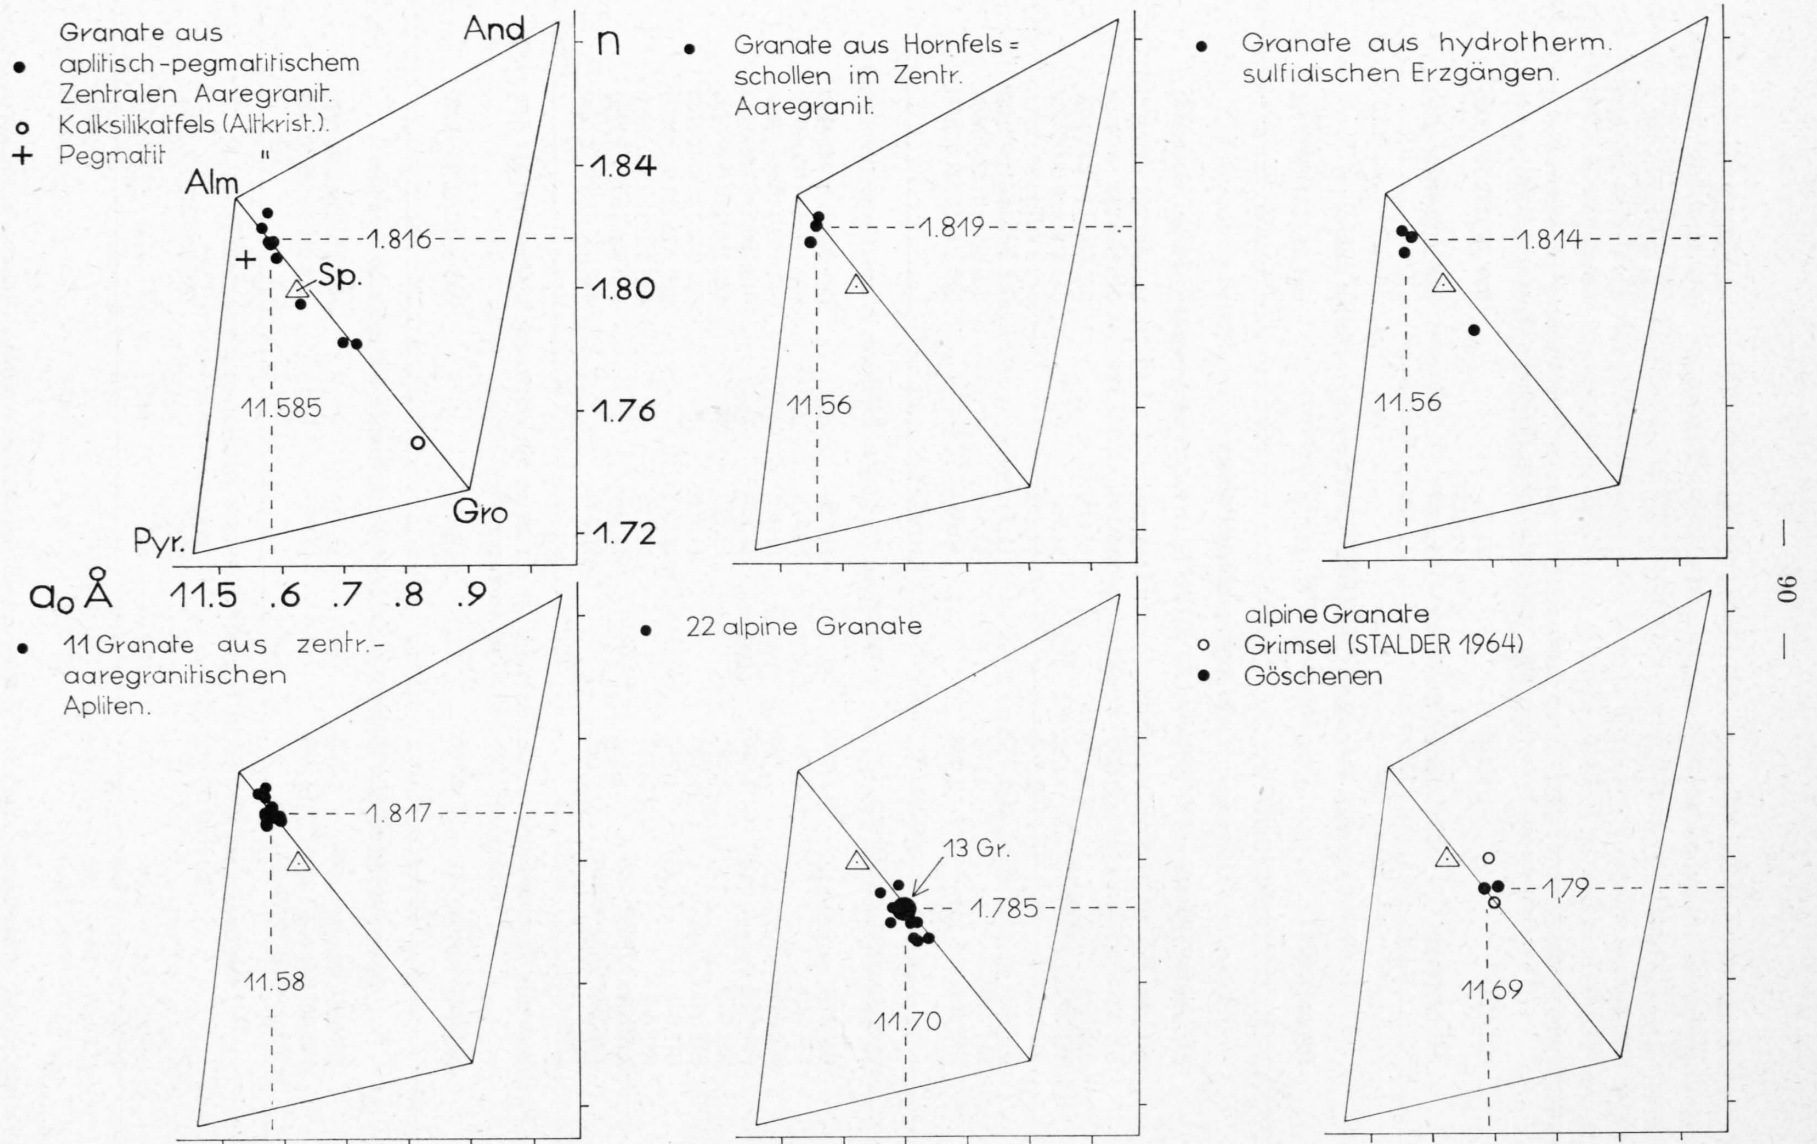 Granate aus
● aplitisch-pegmatitischem
Zentralen Aaregranit.
○ Kalksilikatfels (Altkrist.).
+ Pegmatit "
And
n
Alm
1.84
1.816
Sp.
1.80
11.585
1.76
Gro
Pyr.
1.72
a₀ Å 11.5 .6 .7 .8 .9
● Granate aus Hornfels=
schollen im Zentr.
Aaregranit.
1.819
11.56
● Granate aus hydrotherm.
sulfidischen Erzgängen.
1.814
11.56
● 11 Granate aus zentr.-
aaregranitischen
Apliten.
1.817
11.58
● 22 alpine Granate
13 Gr.
1.785
11.70
alpine Granate
○ Grimsel (STALDER 1964)
● Göschenen
1.79
11.69
— 90 —